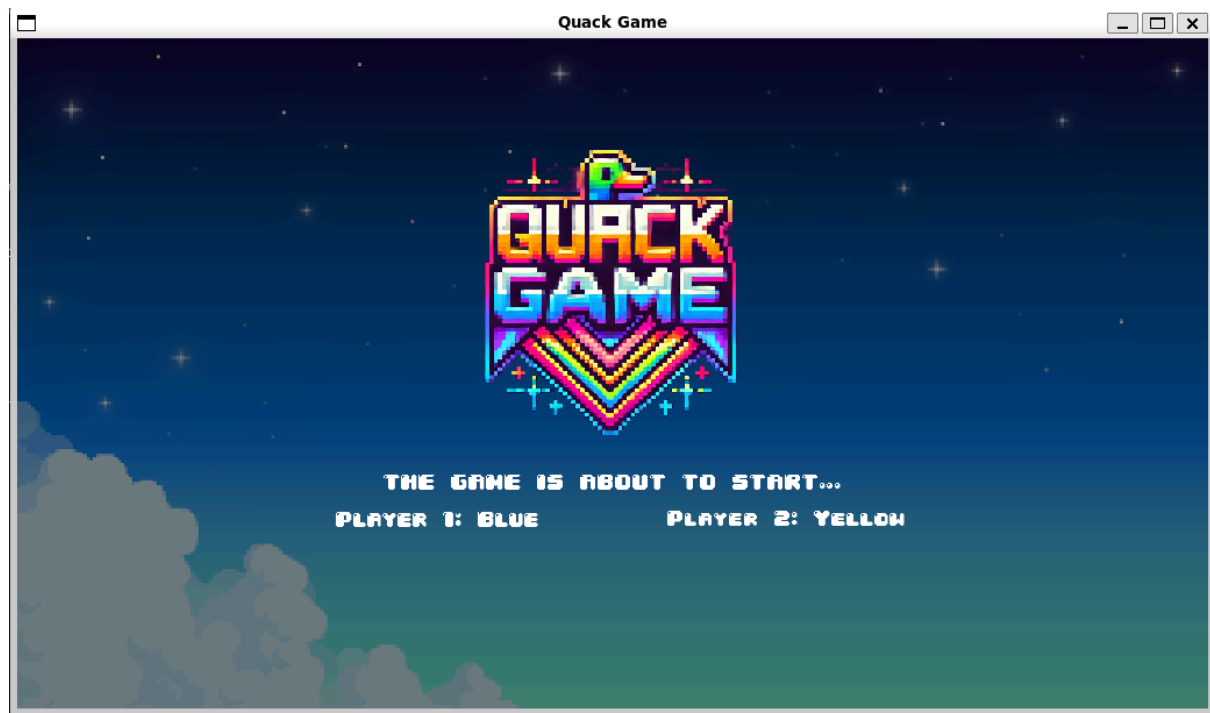 Quack Game
QUACK
GAME
THE GAME IS ABOUT TO START...
PLAYER 1: BLUE
PLAYER 2: YELLOW